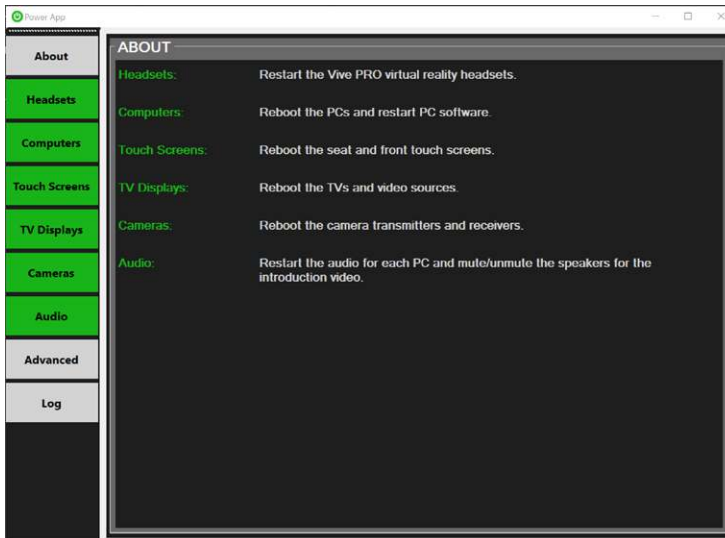 Power App
About
Headsets
Computers
Touch Screens
TV Displays
Cameras
Audio
Advanced
Log
ABOUT
Headsets: Restart the Vive PRO virtual reality headsets.
Computers: Reboot the PCs and restart PC software.
Touch Screens: Reboot the seat and front touch screens.
TV Displays: Reboot the TVs and video sources.
Cameras: Reboot the camera transmitters and receivers.
Audio: Restart the audio for each PC and mute/unmute the speakers for the
introduction video.